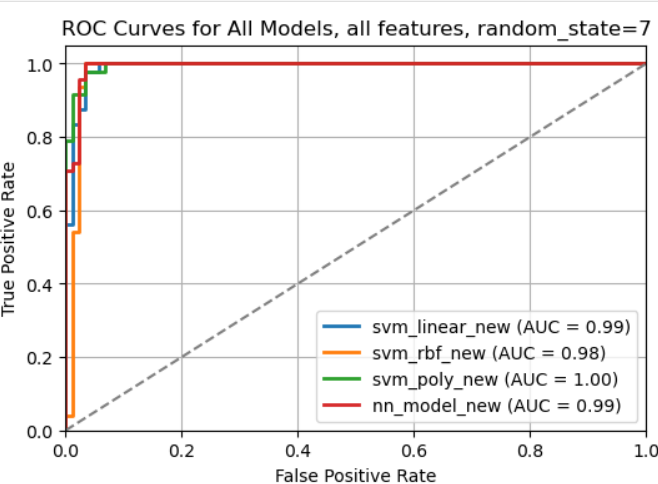 ROC Curves for All Models, all features, random_state=7
1.0
0.8
0.6
0.4
0.2
0.0
True Positive Rate
svm_linear_new (AUC = 0.99)
svm_rbf_new (AUC = 0.98)
svm_poly_new (AUC = 1.00)
nn_model_new (AUC = 0.99)
0.0 0.2 0.4 0.6 0.8 1.0
False Positive Rate